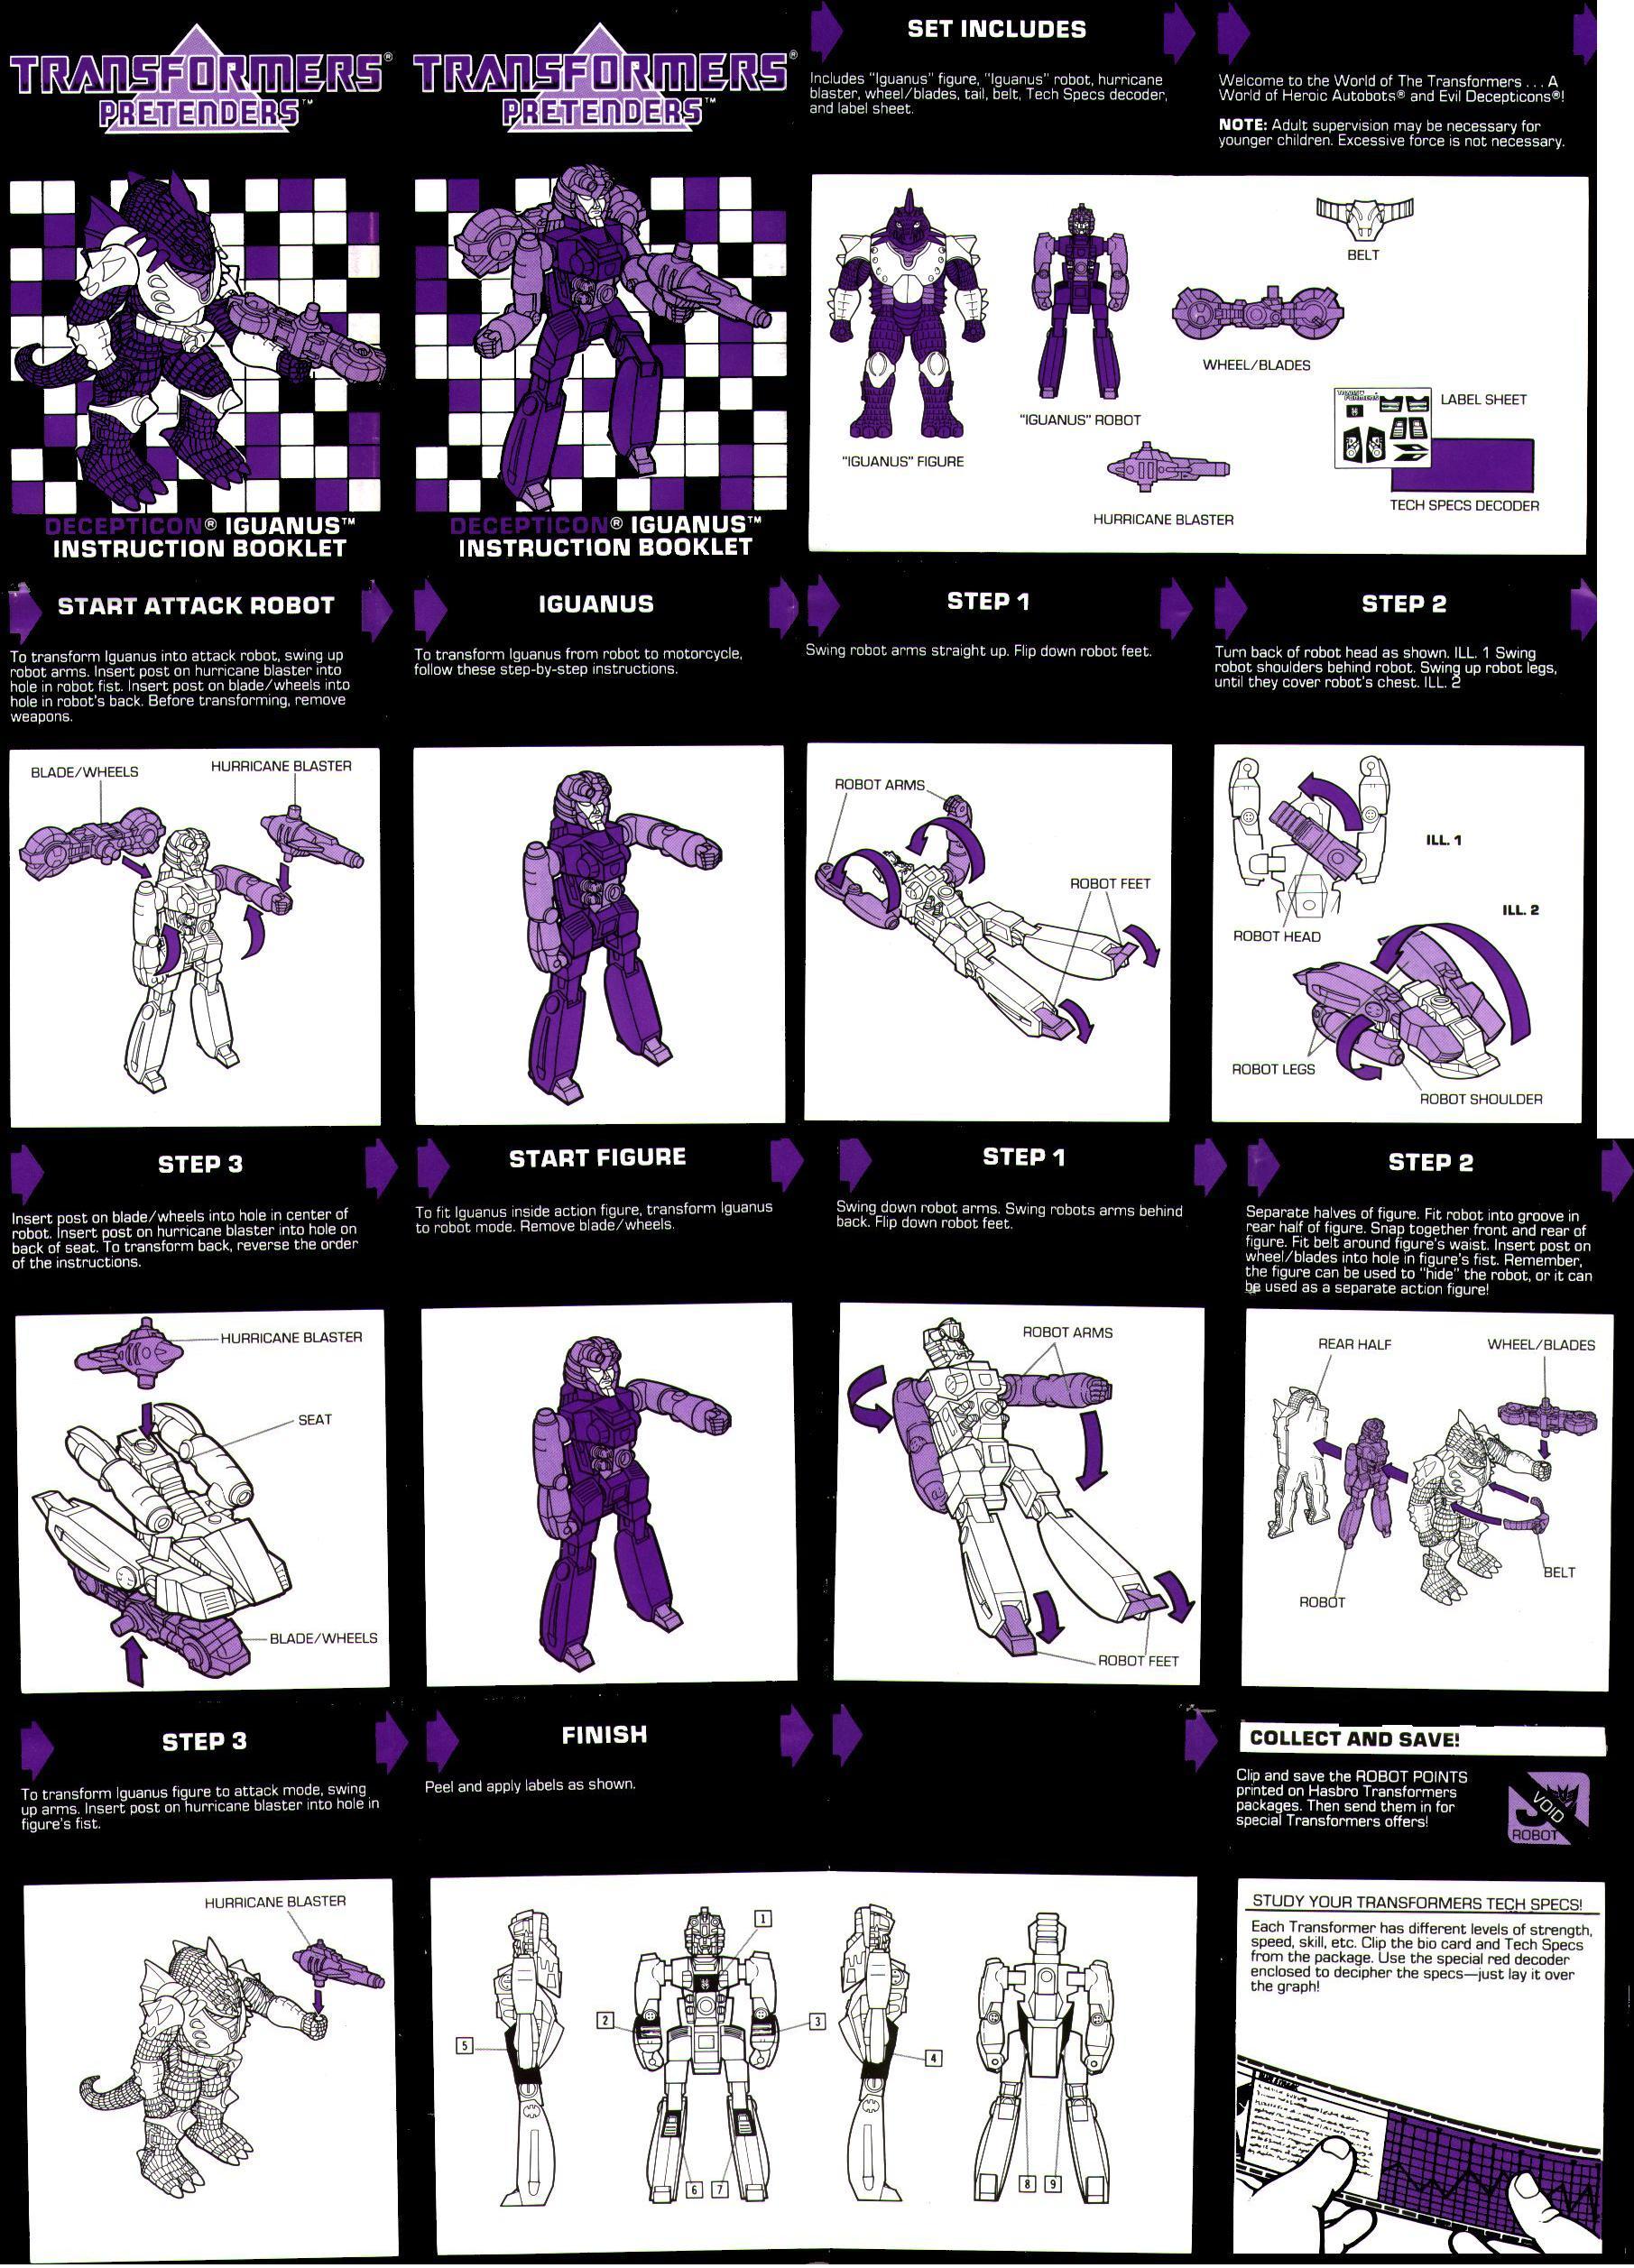 TRANSFORMERS®
PRETENDERS™
DECEPTICON® IGUANUS™
INSTRUCTION BOOKLET
TRANSFORMERS®
PRETENDERS™
DECEPTICON® IGUANUS™
INSTRUCTION BOOKLET
SET INCLUDES
Includes "Iguanus" figure, "Iguanus" robot, hurricane
blaster, wheel/blades, tail, belt, Tech Specs decoder,
and label sheet.
Welcome to the World of The Transformers . . . A
World of Heroic Autobots® and Evil Decepticons®!
NOTE: Adult supervision may be necessary for
younger children. Excessive force is not necessary.
"IGUANUS" FIGURE
"IGUANUS" ROBOT
BELT
WHEEL/BLADES
HURRICANE BLASTER
LABEL SHEET
TECH SPECS DECODER
START ATTACK ROBOT
To transform Iguanus into attack robot, swing up
robot arms. Insert post on hurricane blaster into
hole in robot fist. Insert post on blade/wheels into
hole in robot's back. Before transforming, remove
weapons.
BLADE/WHEELS
HURRICANE BLASTER
IGUANUS
To transform Iguanus from robot to motorcycle,
follow these step-by-step instructions.
STEP 1
Swing robot arms straight up. Flip down robot feet.
ROBOT ARMS
ROBOT FEET
STEP 2
Turn back of robot head as shown. ILL. 1 Swing
robot shoulders behind robot. Swing up robot legs,
until they cover robot's chest. ILL. 2
ILL. 1
ROBOT HEAD
ILL. 2
ROBOT LEGS
ROBOT SHOULDER
STEP 3
Insert post on blade/wheels into hole in center of
robot. Insert post on hurricane blaster into hole on
back of seat. To transform back, reverse the order
of the instructions.
HURRICANE BLASTER
SEAT
BLADE/WHEELS
START FIGURE
To fit Iguanus inside action figure, transform Iguanus
to robot mode. Remove blade/wheels.
STEP 1
Swing down robot arms. Swing robots arms behind
back. Flip down robot feet.
ROBOT ARMS
ROBOT FEET
STEP 2
Separate halves of figure. Fit robot into groove in
rear half of figure. Snap together front and rear of
figure. Fit belt around figure's waist. Insert post on
wheel/blades into hole in figure's fist. Remember,
the figure can be used to "hide" the robot, or it can
be used as a separate action figure!
REAR HALF
WHEEL/BLADES
BELT
ROBOT
STEP 3
To transform Iguanus figure to attack mode, swing
up arms. Insert post on hurricane blaster into hole in
figure's fist.
HURRICANE BLASTER
FINISH
Peel and apply labels as shown.
1
2
3
5
4
6 7
8 9
COLLECT AND SAVE!
Clip and save the ROBOT POINTS
printed on Hasbro Transformers
packages. Then send them in for
special Transformers offers!
VOID
ROBOT
STUDY YOUR TRANSFORMERS TECH SPECS!
Each Transformer has different levels of strength,
speed, skill, etc. Clip the bio card and Tech Specs
from the package. Use the special red decoder
enclosed to decipher the specs—just lay it over
the graph!